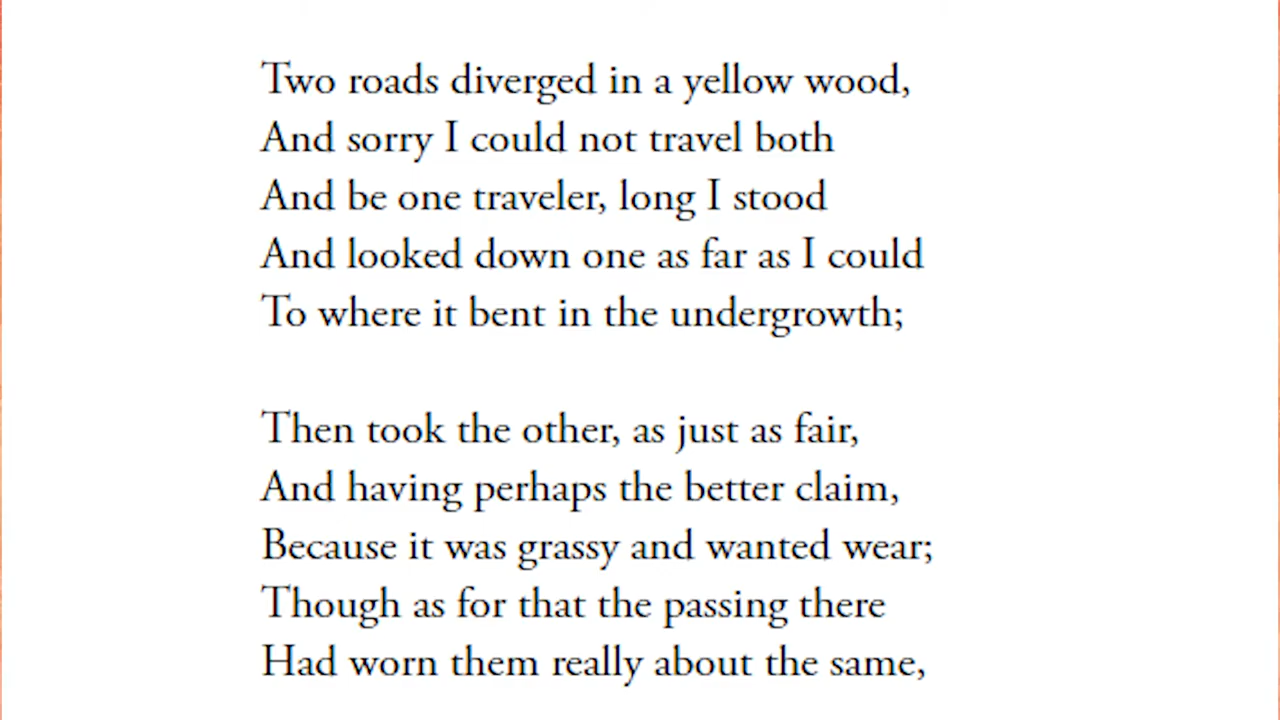 Two roads diverged in a yellow wood,
And sorry I could not travel both
And be one traveler, long I stood
And looked down one as far as I could
To where it bent in the undergrowth;

Then took the other, as just as fair,
And having perhaps the better claim,
Because it was grassy and wanted wear;
Though as for that the passing there
Had worn them really about the same,